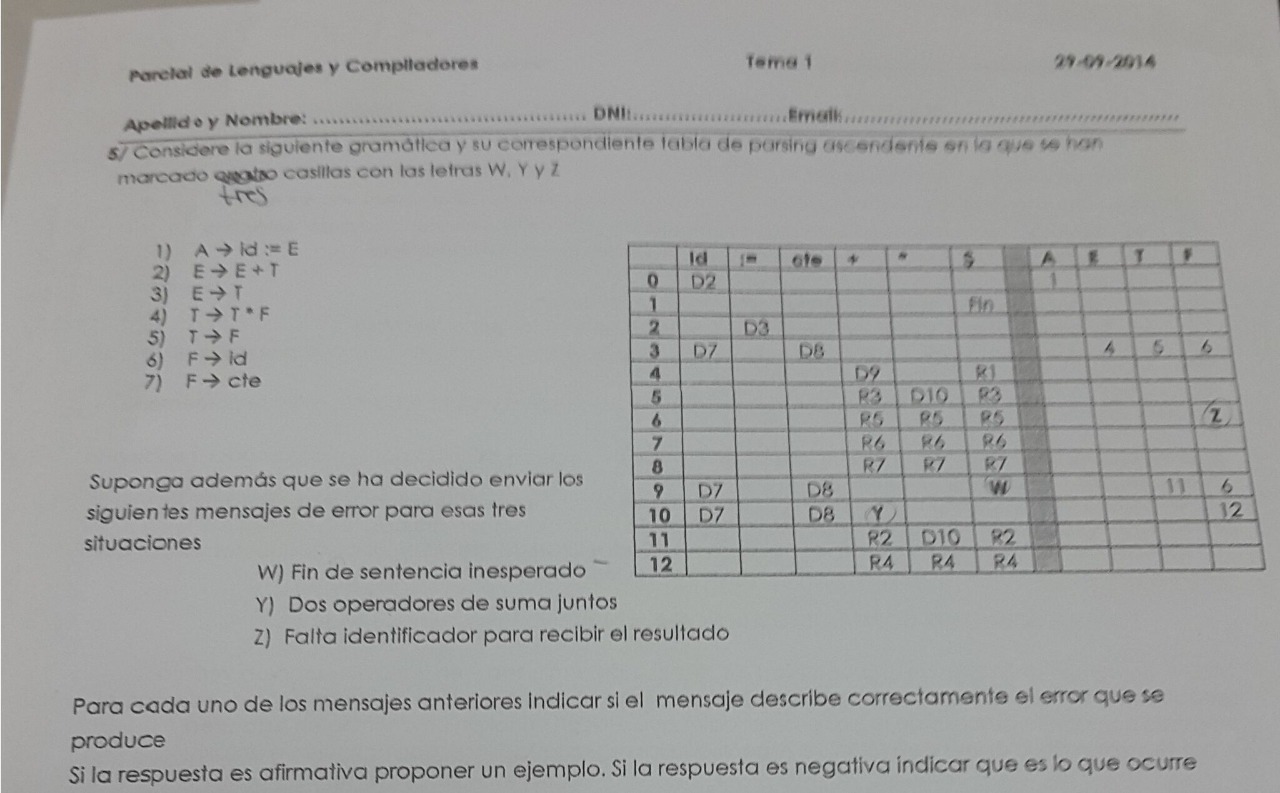 Parcial de Lenguajes y Compiladores Tema 1 29-09-2014
Apellido y Nombre: ........................................ DNI:.......................Email:..................................................
5/ Considere la siguiente gramática y su correspondiente tabla de parsing ascendente en la que se han
marcado cuatro casillas con las letras W, Y y Z
tres
1) A → id := E
2) E → E + T
3) E → T
4) T → T * F
5) T → F
6) F → id
7) F → cte
Id := cte + * $ A E T F
0 D2 1
1 Fin
2 D3
3 D7 D8 4 5 6
4 D9 R1
5 R3 D10 R3
6 R5 R5 R5 Z
7 R6 R6 R6
8 R7 R7 R7
9 D7 D8 W 11 6
10 D7 D8 Y 12
11 R2 D10 R2
12 R4 R4 R4
Suponga además que se ha decidido enviar los
siguientes mensajes de error para esas tres
situaciones
W) Fin de sentencia inesperado
Y) Dos operadores de suma juntos
Z) Falta identificador para recibir el resultado
Para cada uno de los mensajes anteriores indicar si el mensaje describe correctamente el error que se
produce
Si la respuesta es afirmativa proponer un ejemplo. Si la respuesta es negativa indicar que es lo que ocurre